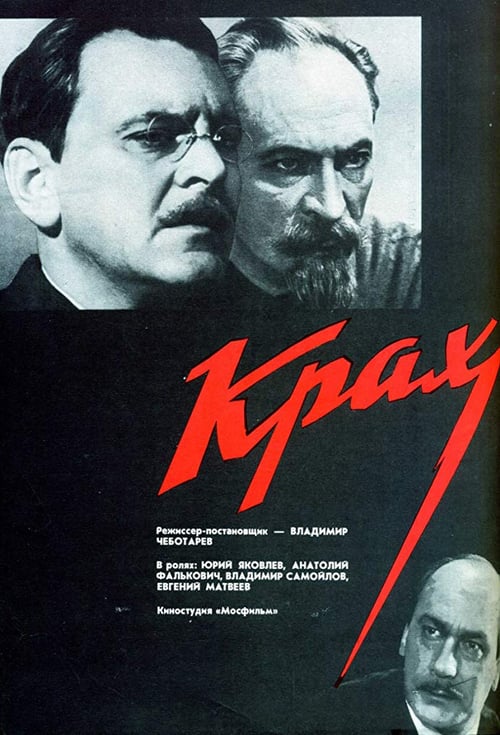 Крах
Режиссер-постановщик — ВЛАДИМИР
ЧЕБОТАРЕВ
В ролях: ЮРИЙ ЯКОВЛЕВ, АНАТОЛИЙ
ФАЛЬКОВИЧ, ВЛАДИМИР САМОЙЛОВ,
ЕВГЕНИЙ МАТВЕЕВ
Киностудия «Мосфильм»